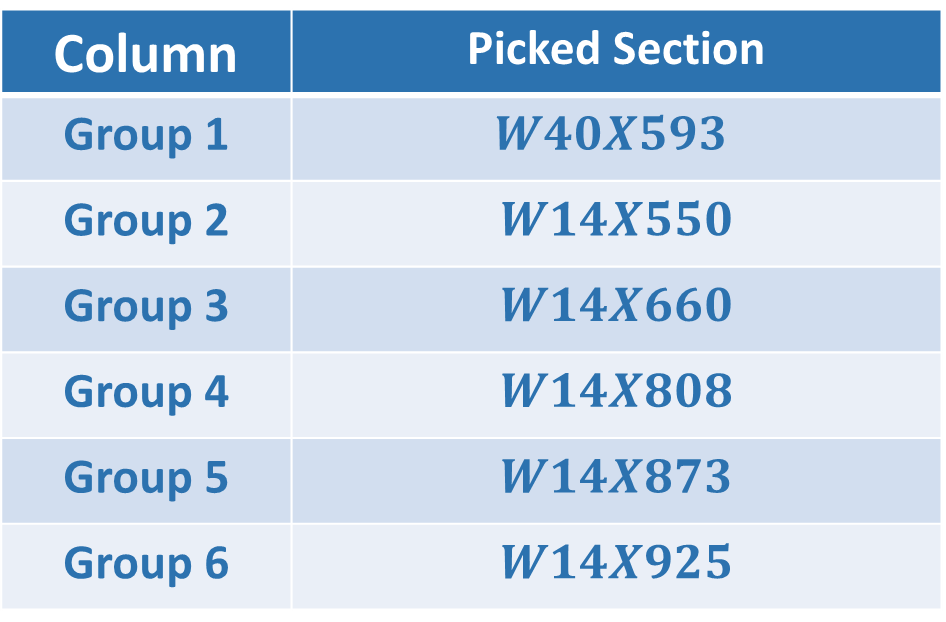 Column Picked Section
Group 1 W40X593
Group 2 W14X550
Group 3 W14X660
Group 4 W14X808
Group 5 W14X873
Group 6 W14X925